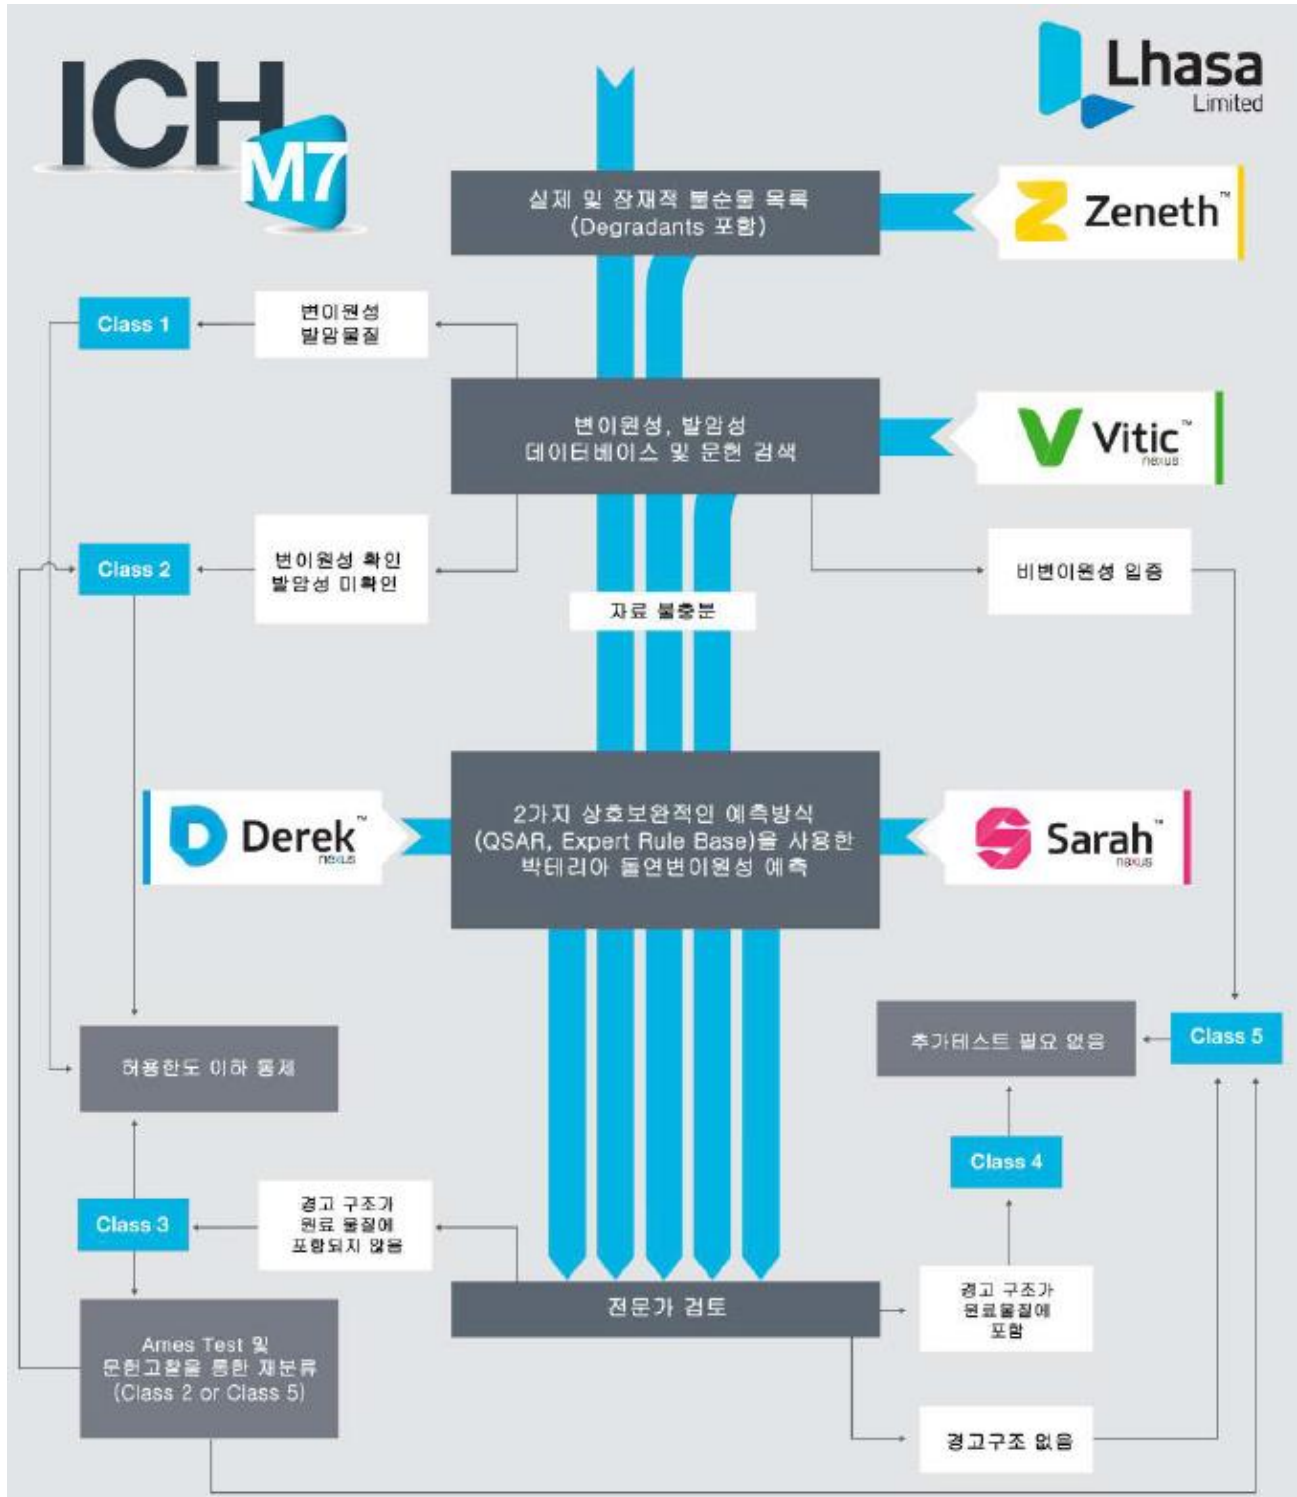 ICH
M7
Lhasa
Limited
실제 및 잠재적 불순물 목록
(Degradants 포함)
Zeneth™
Class 1
변이원성
발암물질
변이원성, 발암성
데이터베이스 및 문헌 검색
Vitic™
nexus
Class 2
변이원성 확인
발암성 미확인
비변이원성 입증
자료 불충분
Derek™
nexus
2가지 상호보완적인 예측방식
(QSAR, Expert Rule Base)을 사용한
박테리아 돌연변이원성 예측
Sarah™
nexus
허용한도 이하 통제
추가테스트 필요 없음
Class 5
Class 4
Class 3
경고 구조가
원료 물질에
포함되지 않음
전문가 검토
경고 구조가
원료물질에
포함
Ames Test 및
문헌고찰을 통한 재분류
(Class 2 or Class 5)
경고구조 없음